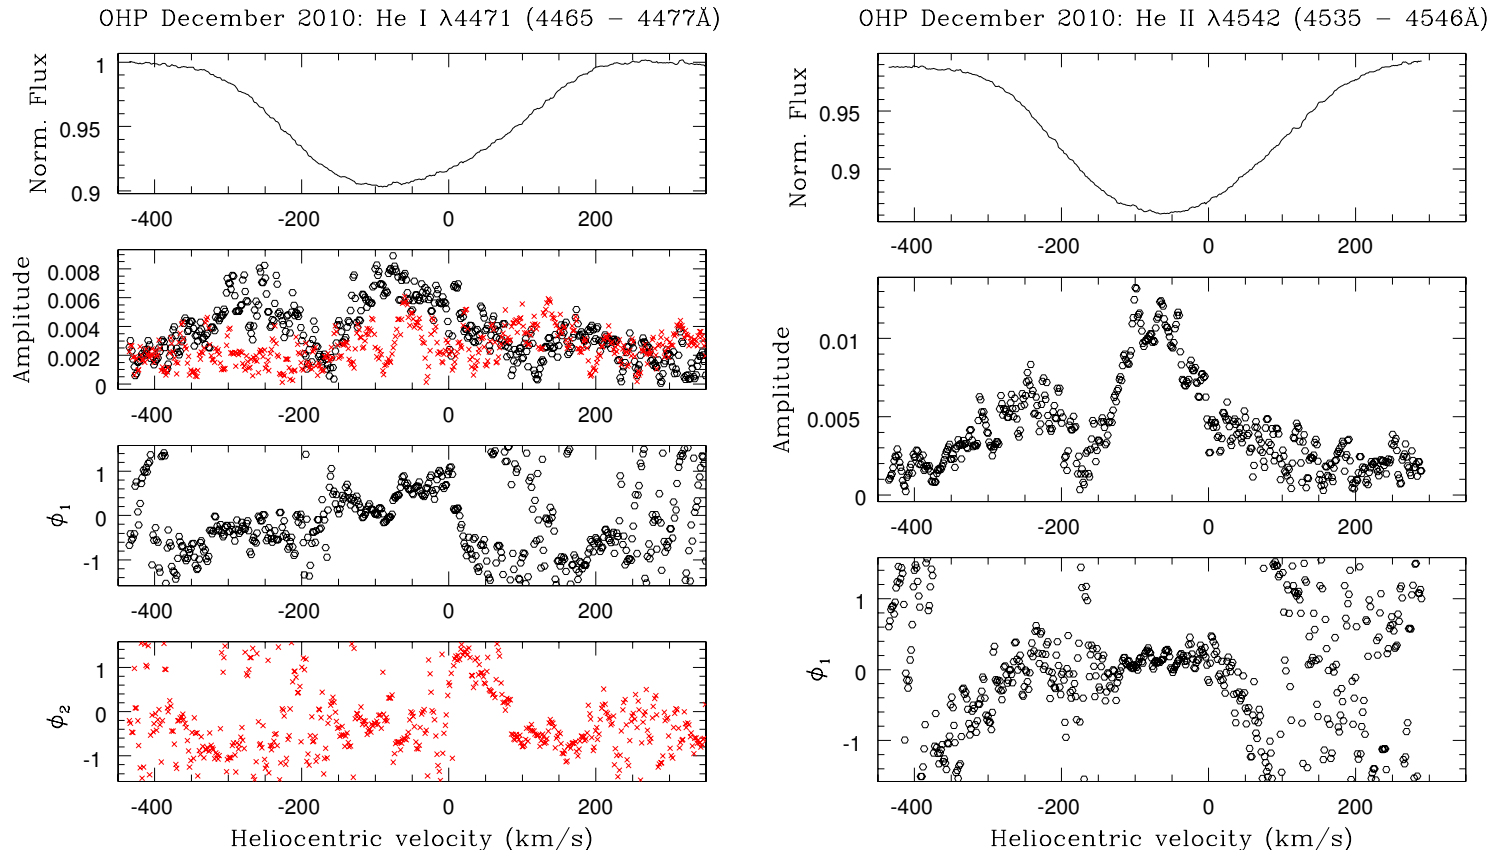 OHP December 2010: He I λ4471 (4465 – 4477Å)
Norm. Flux
1
0.95
0.9
-400 -200 0 200
Amplitude
0.008
0.006
0.004
0.002
0
-400 -200 0 200
ϕ1
1
0
-1
-400 -200 0 200
ϕ2
1
0
-1
-400 -200 0 200
Heliocentric velocity (km/s)
OHP December 2010: He II λ4542 (4535 – 4546Å)
Norm. Flux
0.95
0.9
-400 -200 0 200
Amplitude
0.01
0.005
0
-400 -200 0 200
ϕ1
1
0
-1
-400 -200 0 200
Heliocentric velocity (km/s)